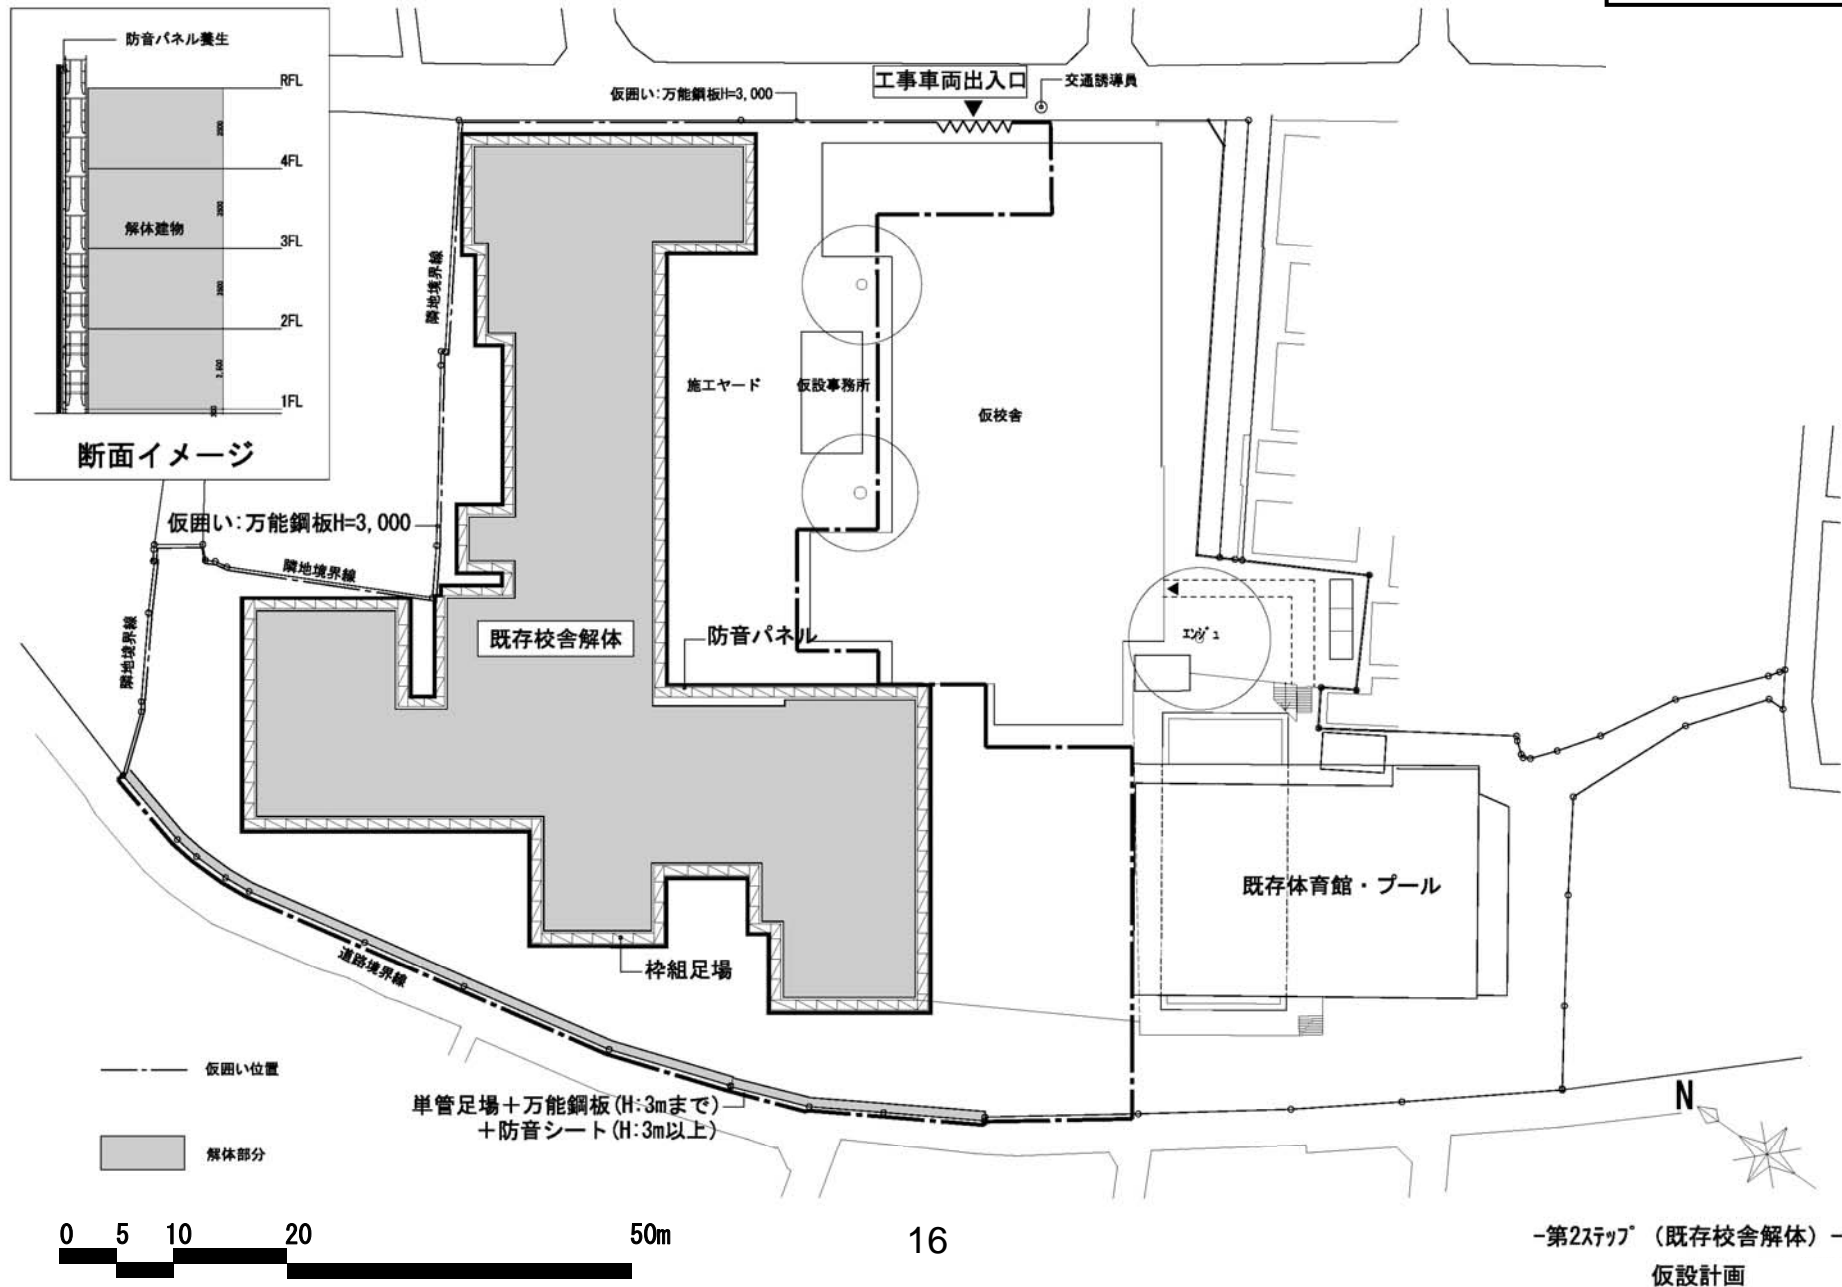 防音パネル養生
RFL
4FL
解体建物
3FL
2FL
1FL
断面イメージ
仮囲い:万能鋼板H=3,000
工事車両出入口
交通誘導員
隣地境界線
施工ヤード
仮設事務所
仮校舎
仮囲い:万能鋼板H=3,000
隣地境界線
隣地境界線
既存校舎解体
防音パネル
エンジュ
既存体育館・プール
枠組足場
道路境界線
仮囲い位置
単管足場+万能鋼板(H:3mまで)
+防音シート(H:3m以上)
解体部分
N
0 5 10 20 50m
16
-第2ステップ (既存校舎解体) -
仮設計画